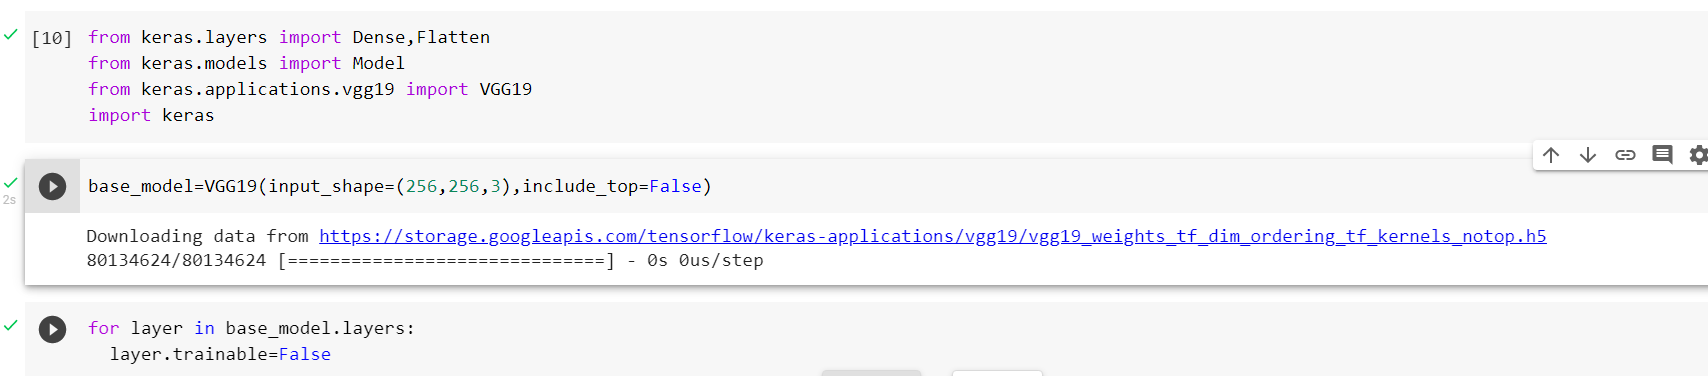 [10] from keras.layers import Dense,Flatten
from keras.models import Model
from keras.applications.vgg19 import VGG19
import keras
base_model=VGG19(input_shape=(256,256,3),include_top=False)
2s
Downloading data from https://storage.googleapis.com/tensorflow/keras-applications/vgg19/vgg19_weights_tf_dim_ordering_tf_kernels_notop.h5
80134624/80134624 [==============================] - 0s 0us/step
for layer in base_model.layers:
  layer.trainable=False